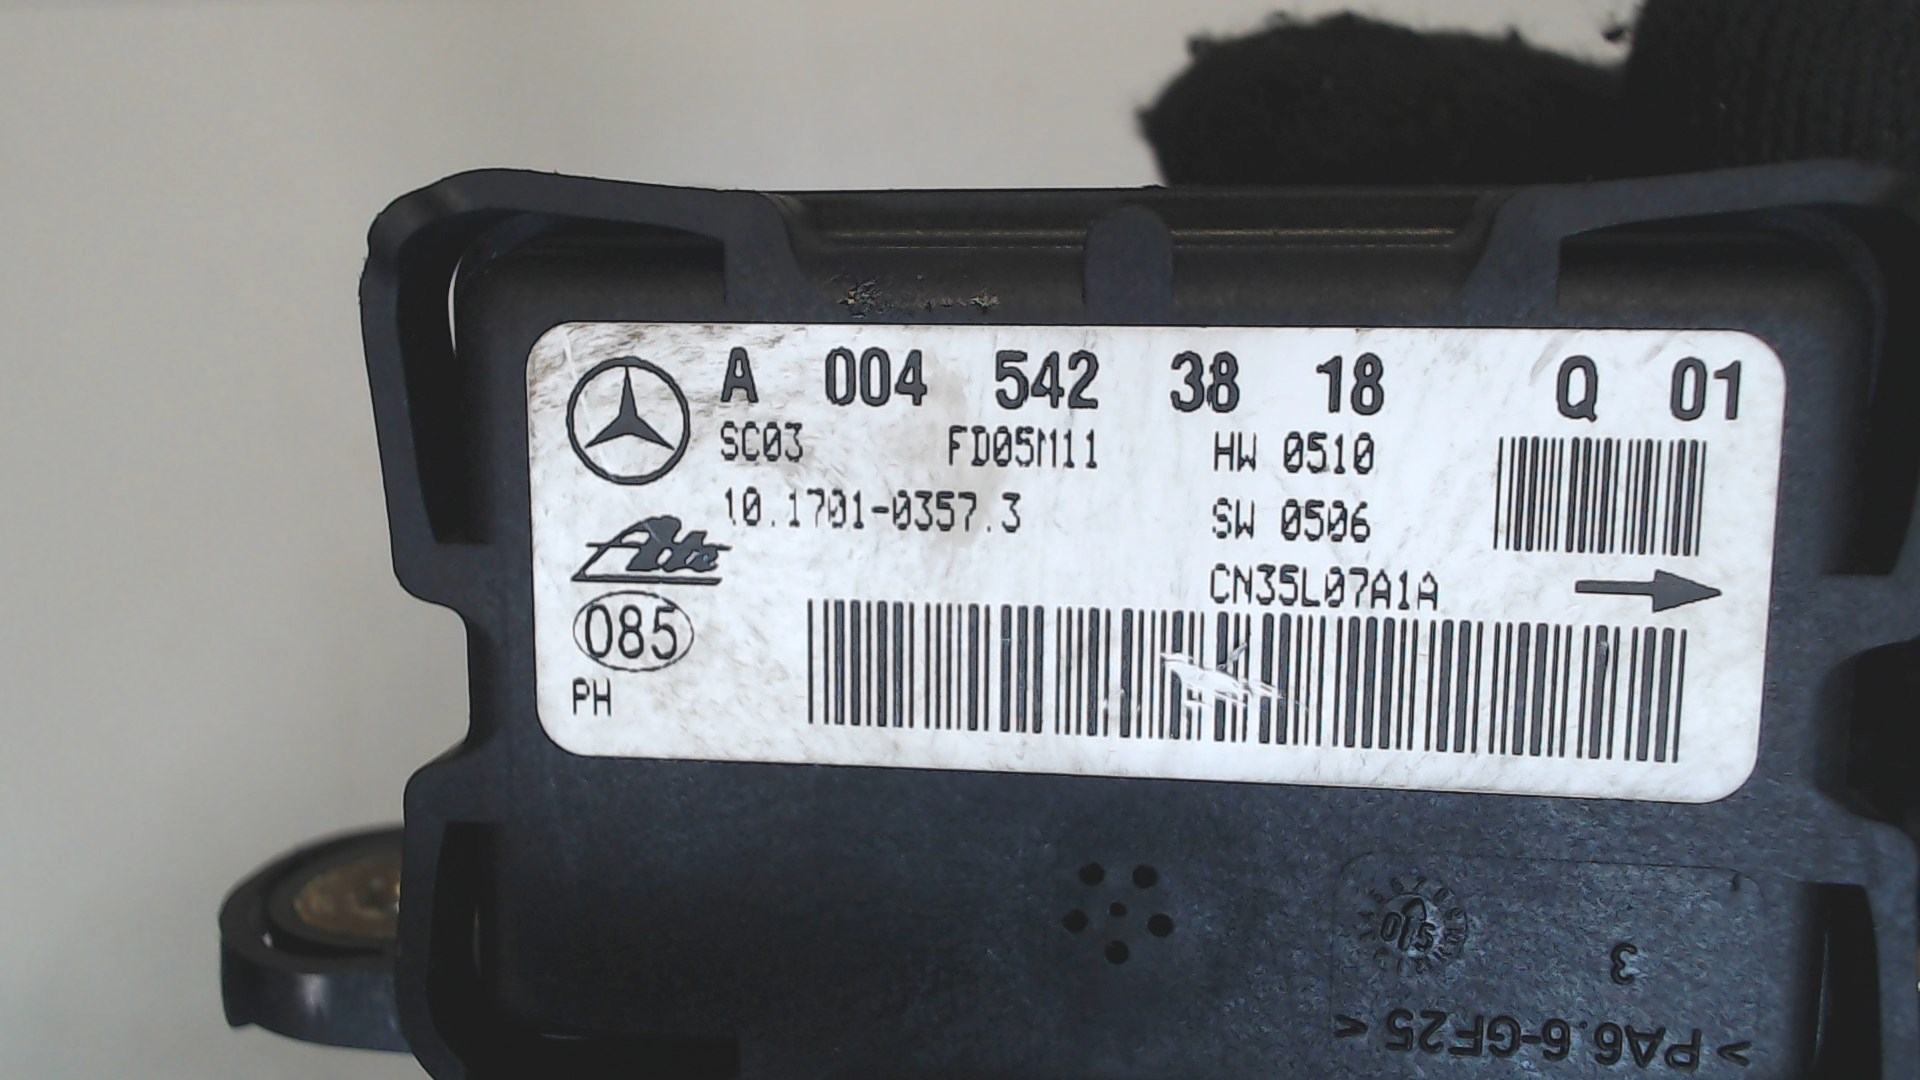 A 004 542 38 18 Q 01
SC03 FD05M11 HW 0510
10.1701-0357.3 SW 0506
Ate
CN35L07A1A
085
PH
510
3
>PA6.6-GF25<